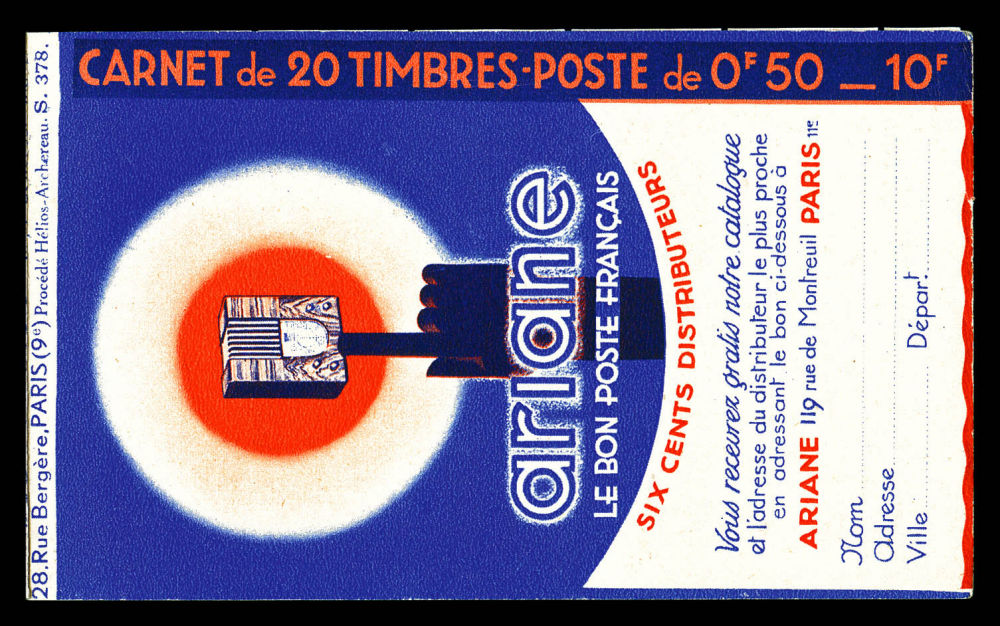 CARNET de 20 TIMBRES-POSTE de 0F 50 — 10F
28.Rue Bergère,PARIS (9e) Procédé Hélios-Archereau. S. 378.
ariane
LE BON POSTE FRANÇAIS
SIX CENTS DISTRIBUTEURS
Vous recevrez gratis notre catalogue
et l'adresse du distributeur le plus proche
en adressant le bon ci-dessous à
ARIANE 119 rue de Montreuil PARIS 11e
Nom
Adresse
Ville Départ